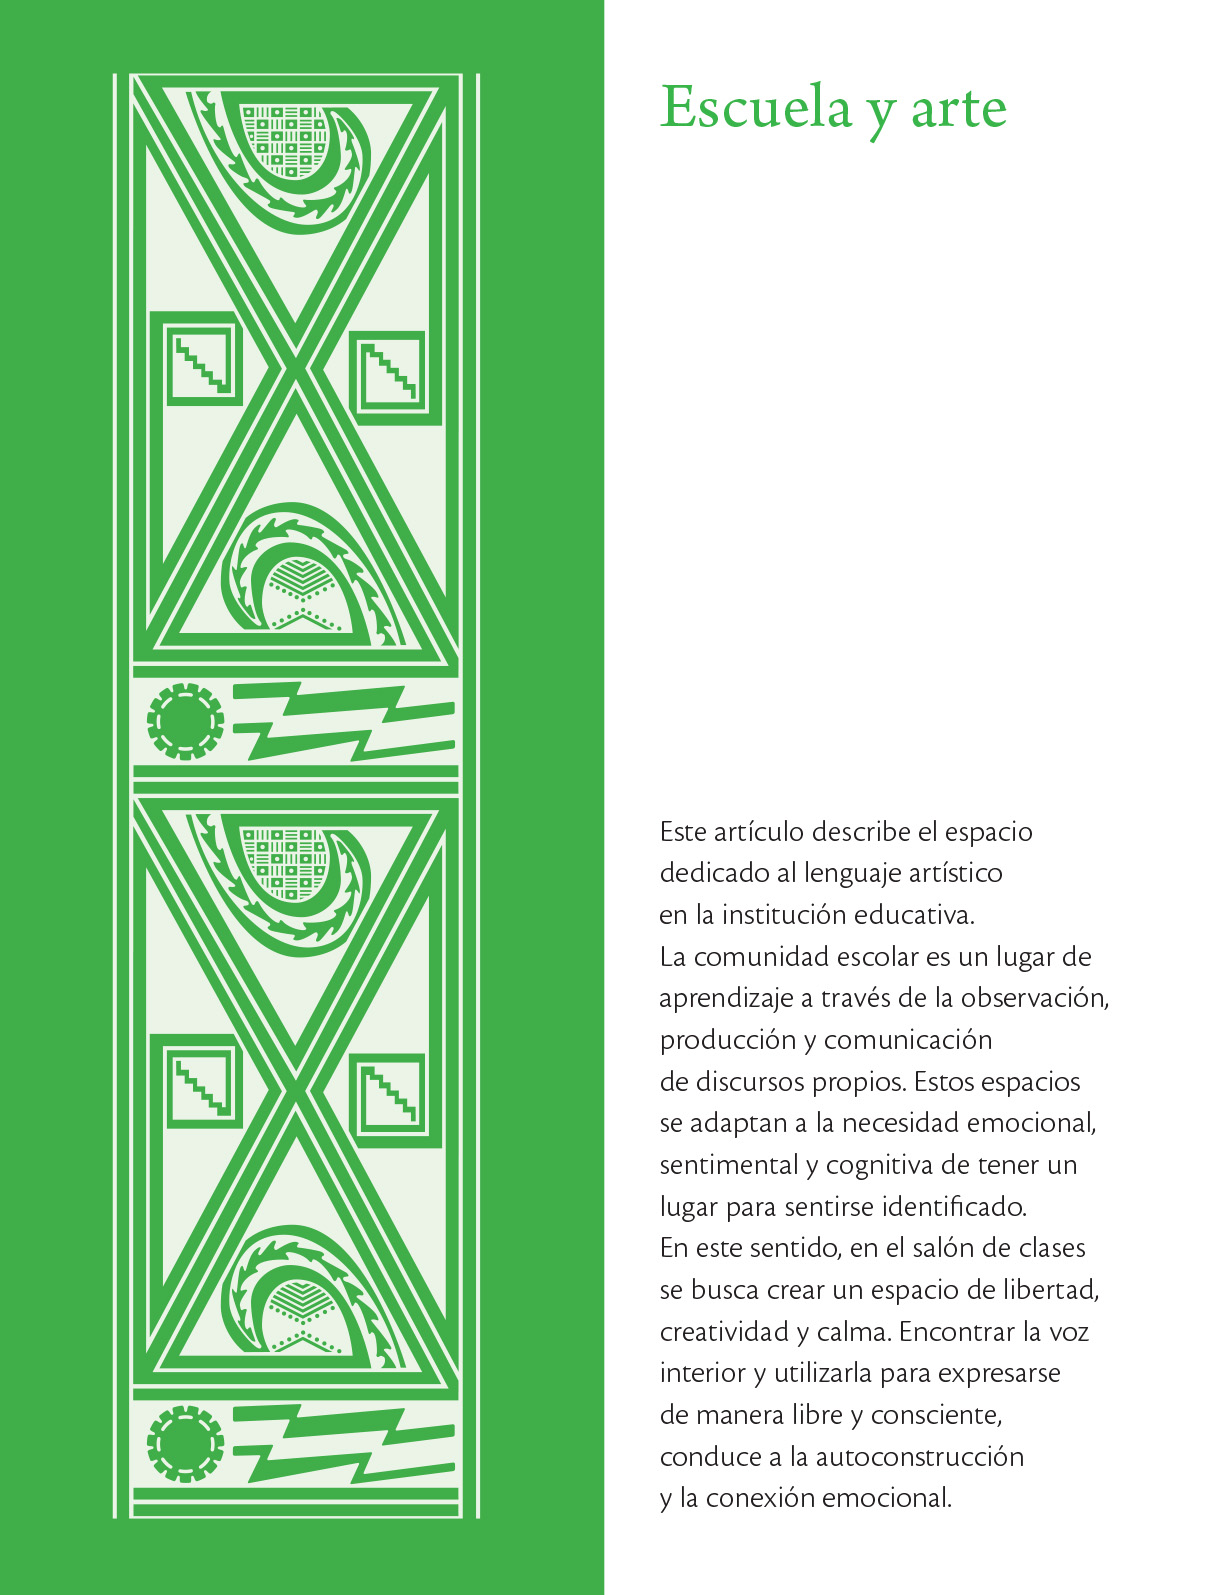 Escuela y arte
Este artículo describe el espacio
dedicado al lenguaje artístico
en la institución educativa.
La comunidad escolar es un lugar de
aprendizaje a través de la observación,
producción y comunicación
de discursos propios. Estos espacios
se adaptan a la necesidad emocional,
sentimental y cognitiva de tener un
lugar para sentirse identificado.
En este sentido, en el salón de clases
se busca crear un espacio de libertad,
creatividad y calma. Encontrar la voz
interior y utilizarla para expresarse
de manera libre y consciente,
conduce a la autoconstrucción
y la conexión emocional.